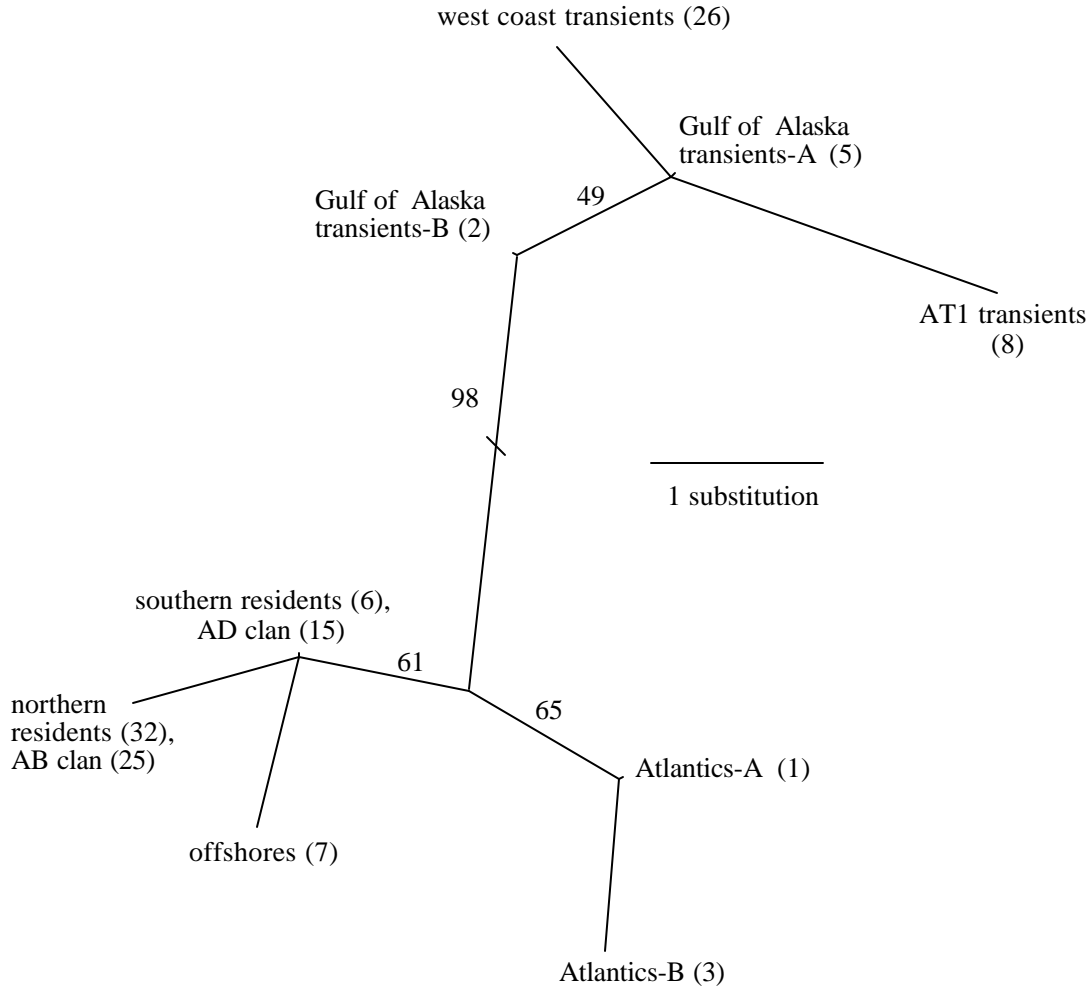 west coast transients (26)
Gulf of Alaska
transients-A (5)
49
Gulf of Alaska
transients-B (2)
AT1 transients
(8)
98
1 substitution
southern residents (6),
AD clan (15)
61
northern
residents (32),
AB clan (25)
65
Atlantics-A (1)
offshores (7)
Atlantics-B (3)